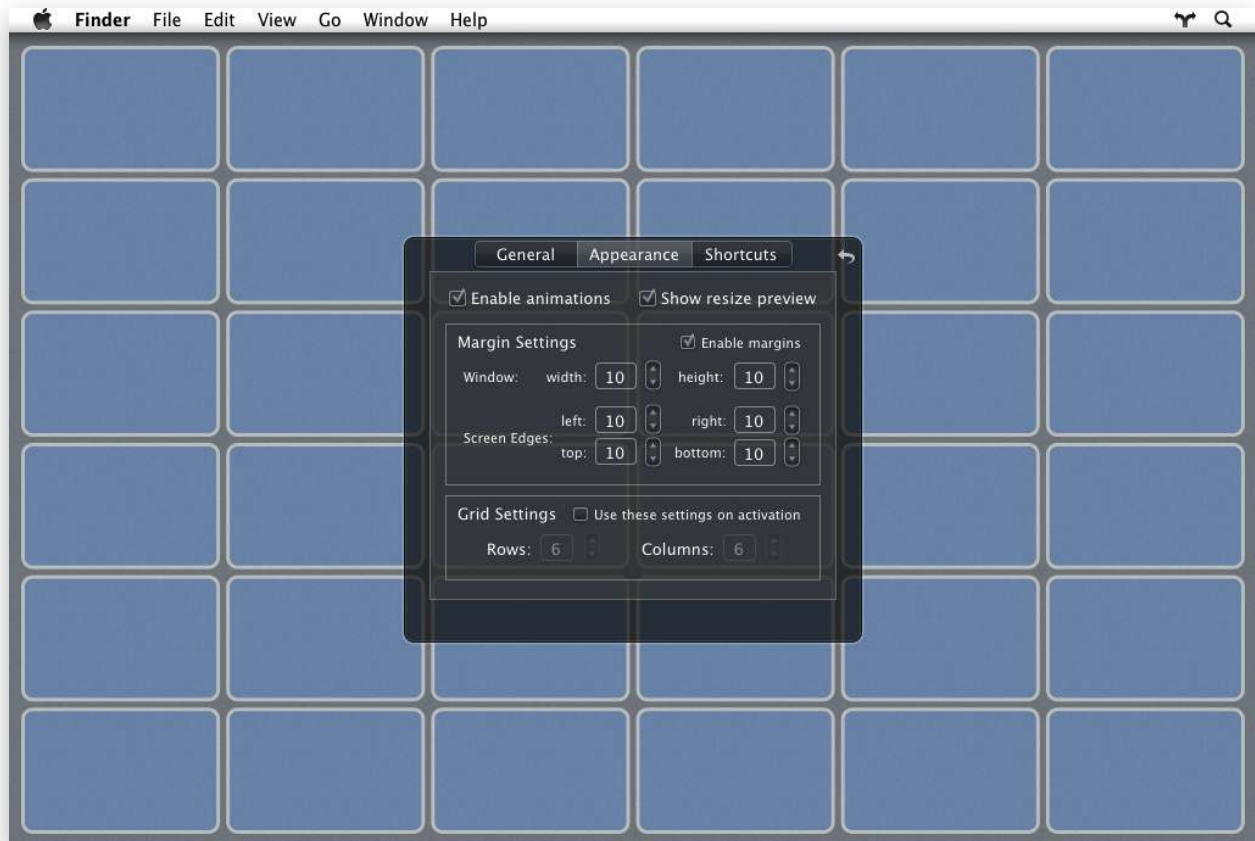 Finder File Edit View Go Window Help
General Appearance Shortcuts
Enable animations Show resize preview
Margin Settings Enable margins
Window: width: 10 height: 10
left: 10 right: 10
Screen Edges:
top: 10 bottom: 10
Grid Settings Use these settings on activation
Rows: 6 Columns: 6